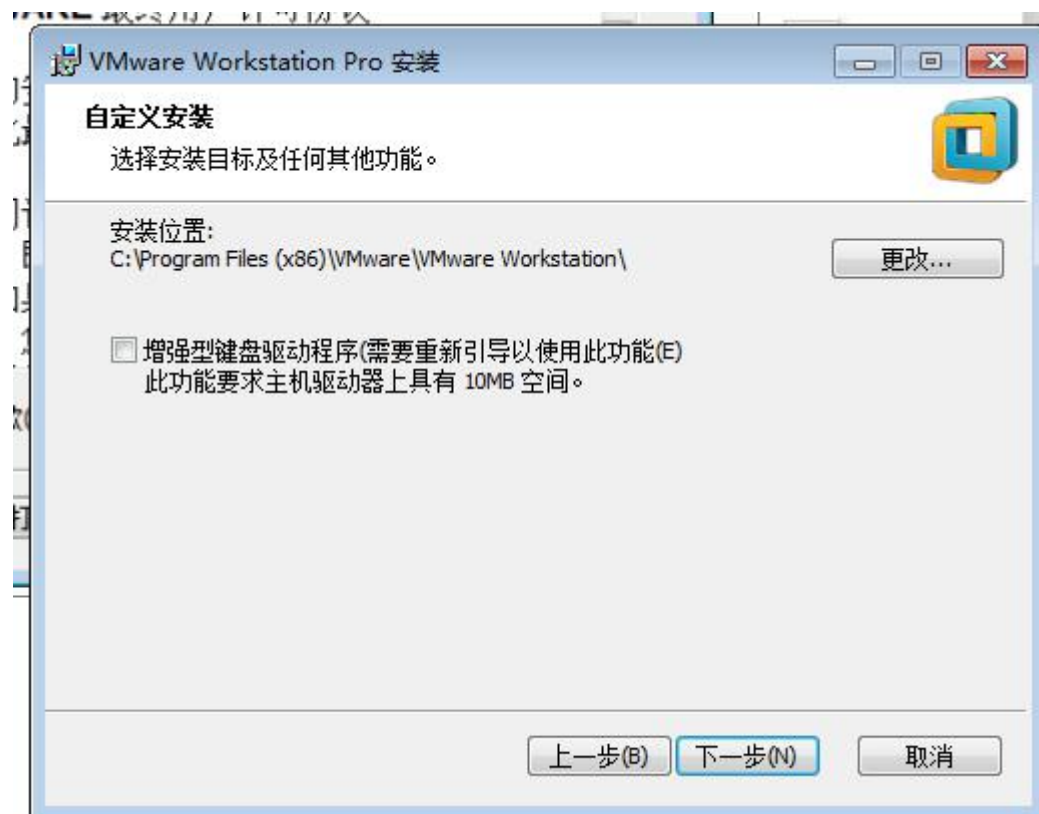 VMware Workstation Pro 安装
自定义安装
选择安装目标及任何其他功能。
安装位置:
C:\Program Files (x86)\VMware\VMware Workstation\
更改...
增强型键盘驱动程序(需要重新引导以使用此功能(E)
此功能要求主机驱动器上具有 10MB 空间。
上一步(B) 下一步(N) 取消